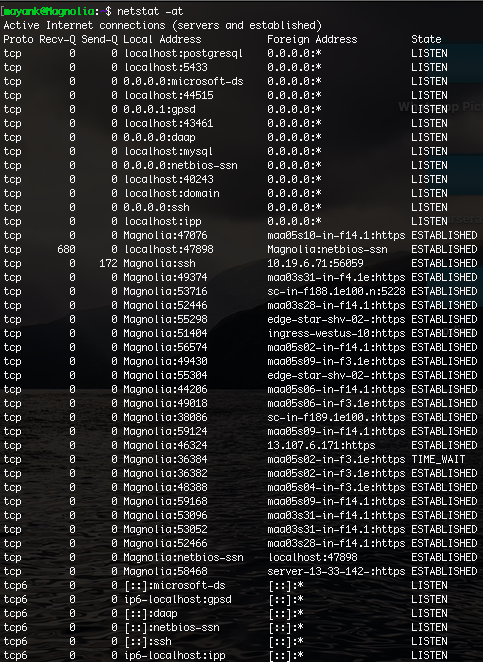 [mayank@Magnolia:~$ netstat -at
Active Internet connections (servers and established)
Proto Recv-Q Send-Q Local Address           Foreign Address         State
tcp        0      0 localhost:postgresql    0.0.0.0:*               LISTEN
tcp        0      0 localhost:5433          0.0.0.0:*               LISTEN
tcp        0      0 0.0.0.0:microsoft-ds    0.0.0.0:*               LISTEN
tcp        0      0 localhost:44515         0.0.0.0:*               LISTEN
tcp        0      0 0.0.0.1:gpsd            0.0.0.0:*               LISTEN
tcp        0      0 localhost:43461         0.0.0.0:*               LISTEN
tcp        0      0 0.0.0.0:daap            0.0.0.0:*               LISTEN
tcp        0      0 localhost:mysql         0.0.0.0:*               LISTEN
tcp        0      0 0.0.0.0:netbios-ssn     0.0.0.0:*               LISTEN
tcp        0      0 localhost:40243         0.0.0.0:*               LISTEN
tcp        0      0 localhost:domain        0.0.0.0:*               LISTEN
tcp        0      0 0.0.0.0:ssh             0.0.0.0:*               LISTEN
tcp        0      0 localhost:ipp           0.0.0.0:*               LISTEN
tcp        0      0 Magnolia:47076          maa05s10-in-f14.1:https ESTABLISHED
tcp      680      0 localhost:47898         Magnolia:netbios-ssn    ESTABLISHED
tcp        0    172 Magnolia:ssh            10.19.6.71:56059        ESTABLISHED
tcp        0      0 Magnolia:49374          maa03s31-in-f4.1e:https ESTABLISHED
tcp        0      0 Magnolia:53716          sc-in-f188.1e100.n:5228 ESTABLISHED
tcp        0      0 Magnolia:52446          maa03s28-in-f14.1:https ESTABLISHED
tcp        0      0 Magnolia:55298          edge-star-shv-02-:https ESTABLISHED
tcp        0      0 Magnolia:51404          ingress-westus-10:https ESTABLISHED
tcp        0      0 Magnolia:56574          maa05s02-in-f14.1:https ESTABLISHED
tcp        0      0 Magnolia:49430          maa05s09-in-f3.1e:https ESTABLISHED
tcp        0      0 Magnolia:55304          edge-star-shv-02-:https ESTABLISHED
tcp        0      0 Magnolia:44206          maa05s06-in-f14.1:https ESTABLISHED
tcp        0      0 Magnolia:49018          maa05s06-in-f3.1e:https ESTABLISHED
tcp        0      0 Magnolia:38086          sc-in-f189.1e100.:https ESTABLISHED
tcp        0      0 Magnolia:59124          maa05s09-in-f14.1:https ESTABLISHED
tcp        0      0 Magnolia:46324          13.107.6.171:https      ESTABLISHED
tcp        0      0 Magnolia:36384          maa05s02-in-f3.1e:https TIME_WAIT
tcp        0      0 Magnolia:36382          maa05s02-in-f3.1e:https ESTABLISHED
tcp        0      0 Magnolia:48388          maa05s04-in-f3.1e:https ESTABLISHED
tcp        0      0 Magnolia:59168          maa05s09-in-f14.1:https ESTABLISHED
tcp        0      0 Magnolia:53096          maa03s31-in-f14.1:https ESTABLISHED
tcp        0      0 Magnolia:53052          maa03s31-in-f14.1:https ESTABLISHED
tcp        0      0 Magnolia:52466          maa03s28-in-f14.1:https ESTABLISHED
tcp        0      0 Magnolia:netbios-ssn    localhost:47898         ESTABLISHED
tcp        0      0 Magnolia:58468          server-13-33-142-:https ESTABLISHED
tcp6       0      0 [::]:microsoft-ds       [::]:*                  LISTEN
tcp6       0      0 ip6-localhost:gpsd      [::]:*                  LISTEN
tcp6       0      0 [::]:daap               [::]:*                  LISTEN
tcp6       0      0 [::]:netbios-ssn        [::]:*                  LISTEN
tcp6       0      0 [::]:ssh                [::]:*                  LISTEN
tcp6       0      0 ip6-localhost:ipp       [::]:*                  LISTEN